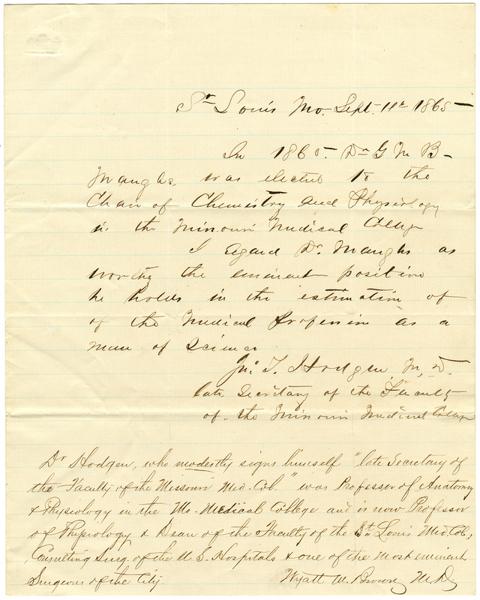 St Louis Mo. Sept. 11th 1865
In 1860. Dr G M B
Maughs. was elected to the
Chair of Chemistry and Physiology
in the Missouri Medical College
I regard Dr. Maughs as
worthy the eminent position
he holds in the estimation of
of the Medical Profession as a
man of science
Jno. T. Hodgen M, D.
late Secretary of the Faculty
of the Missouri Medical College
Dr Hodgen, who modestly signs himself "late Secretary of
the Faculty of the Missouri Med. Col." was Professor of Anatomy
& Physiology in the Mo. Medical College and is now Professor
of Physiology & Dean of the Faculty of the St. Louis Med Col,
Consulting Surg. of the U. S. Hospitals & one of the most eminent
Surgeons of the City
Wyatt M. Brown M.D.